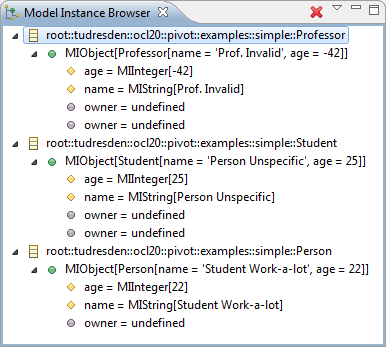 Model Instance Browser
root::tudresden::ocl20::pivot::examples::simple::Professor
MIObject[Professor[name = 'Prof. Invalid', age = -42]]
age = MIInteger[-42]
name = MIString[Prof. Invalid]
owner = undefined
root::tudresden::ocl20::pivot::examples::simple::Student
MIObject[Student[name = 'Person Unspecific', age = 25]]
age = MIInteger[25]
name = MIString[Person Unspecific]
owner = undefined
owner = undefined
root::tudresden::ocl20::pivot::examples::simple::Person
MIObject[Person[name = 'Student Work-a-lot', age = 22]]
age = MIInteger[22]
name = MIString[Student Work-a-lot]
owner = undefined